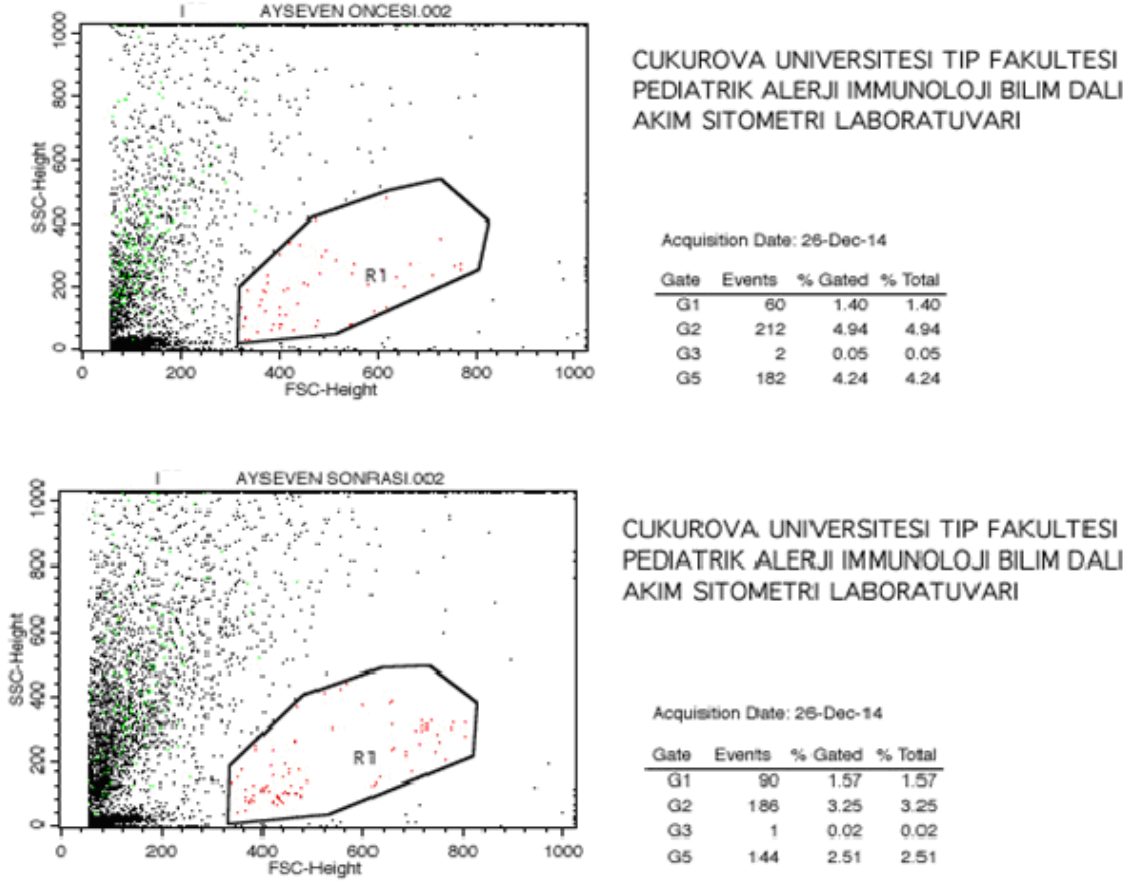 AYSEVEN ONCESI.002
1000
800
600
400
200
0
SSC-Height
R1
0 200 400 600 800 1000
FSC-Height
CUKUROVA UNIVERSITESI TIP FAKULTESI
PEDIATRIK ALERJI IMMUNOLOJI BILIM DALI
AKIM SITOMETRI LABORATUVARI
Acquisition Date: 26-Dec-14
Gate Events % Gated % Total
G1 60 1.40 1.40
G2 212 4.94 4.94
G3 2 0.05 0.05
G5 182 4.24 4.24
AYSEVEN SONRASI.002
1000
800
600
400
200
0
SSC-Height
R1
0 200 400 600 800 1000
FSC-Height
CUKUROVA UNIVERSITESI TIP FAKULTESI
PEDIATRIK ALERJI IMMUNOLOJI BILIM DALI
AKIM SITOMETRI LABORATUVARI
Acquisition Date: 26-Dec-14
Gate Events % Gated % Total
G1 90 1.57 1.57
G2 186 3.25 3.25
G3 1 0.02 0.02
G5 144 2.51 2.51